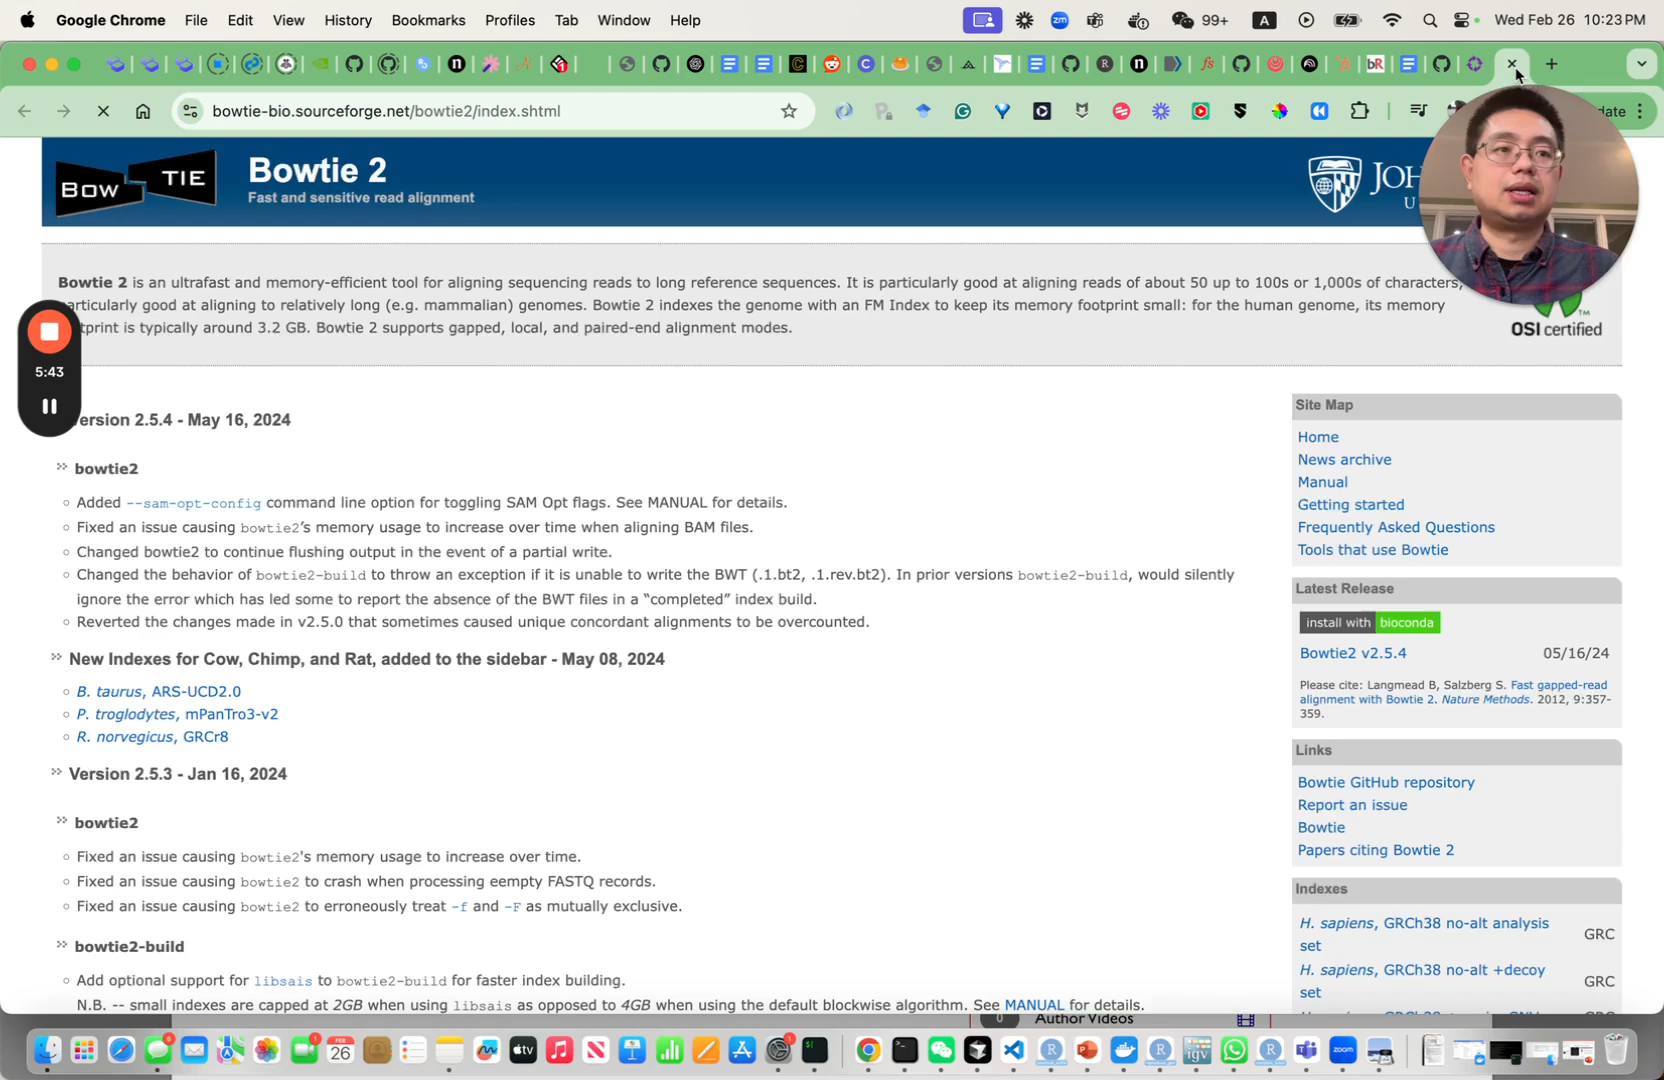 Google Chrome File Edit View History Bookmarks Profiles Tab Window Help zm 99+ A Wed Feb 26 10:23 PM
bowtie-bio.sourceforge.net/bowtie2/index.shtml
BOW TIE
Bowtie 2
Fast and sensitive read alignment
Bowtie 2 is an ultrafast and memory-efficient tool for aligning sequencing reads to long reference sequences. It is particularly good at aligning reads of about 50 up to 100s or 1,000s of characters,
particularly good at aligning to relatively long (e.g. mammalian) genomes. Bowtie 2 indexes the genome with an FM Index to keep its memory footprint small: for the human genome, its memory
print is typically around 3.2 GB. Bowtie 2 supports gapped, local, and paired-end alignment modes.
OSI certified
5:43
ersion 2.5.4 - May 16, 2024
bowtie2
Added --sam-opt-config command line option for toggling SAM Opt flags. See MANUAL for details.
Fixed an issue causing bowtie2's memory usage to increase over time when aligning BAM files.
Changed bowtie2 to continue flushing output in the event of a partial write.
Changed the behavior of bowtie2-build to throw an exception if it is unable to write the BWT (.1.bt2, .1.rev.bt2). In prior versions bowtie2-build, would silently
ignore the error which has led some to report the absence of the BWT files in a “completed” index build.
Reverted the changes made in v2.5.0 that sometimes caused unique concordant alignments to be overcounted.
New Indexes for Cow, Chimp, and Rat, added to the sidebar - May 08, 2024
B. taurus, ARS-UCD2.0
P. troglodytes, mPanTro3-v2
R. norvegicus, GRCr8
Version 2.5.3 - Jan 16, 2024
bowtie2
Fixed an issue causing bowtie2's memory usage to increase over time.
Fixed an issue causing bowtie2 to crash when processing eempty FASTQ records.
Fixed an issue causing bowtie2 to erroneously treat -f and -F as mutually exclusive.
bowtie2-build
Add optional support for libsais to bowtie2-build for faster index building.
N.B. -- small indexes are capped at 2GB when using libsais as opposed to 4GB when using the default blockwise algorithm. See MANUAL for details.
Site Map
Home
News archive
Manual
Getting started
Frequently Asked Questions
Tools that use Bowtie
Latest Release
install with bioconda
Bowtie2 v2.5.4 05/16/24
Please cite: Langmead B, Salzberg S. Fast gapped-read
alignment with Bowtie 2. Nature Methods. 2012, 9:357-
359.
Links
Bowtie GitHub repository
Report an issue
Bowtie
Papers citing Bowtie 2
Indexes
H. sapiens, GRCh38 no-alt analysis
set GRC
H. sapiens, GRCh38 no-alt +decoy
set GRC
Author Videos